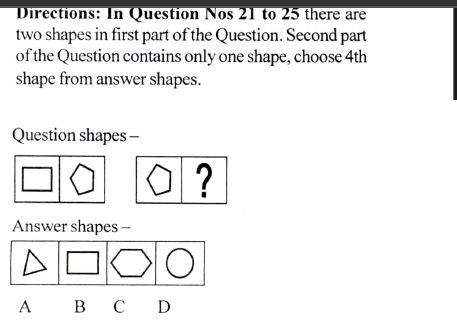 Directions: In Question Nos 21 to 25 there are
two shapes in first part of the Question. Second part
of the Question contains only one shape, choose 4th
shape from answer shapes.
Question shapes –
?
Answer shapes –
A B C D